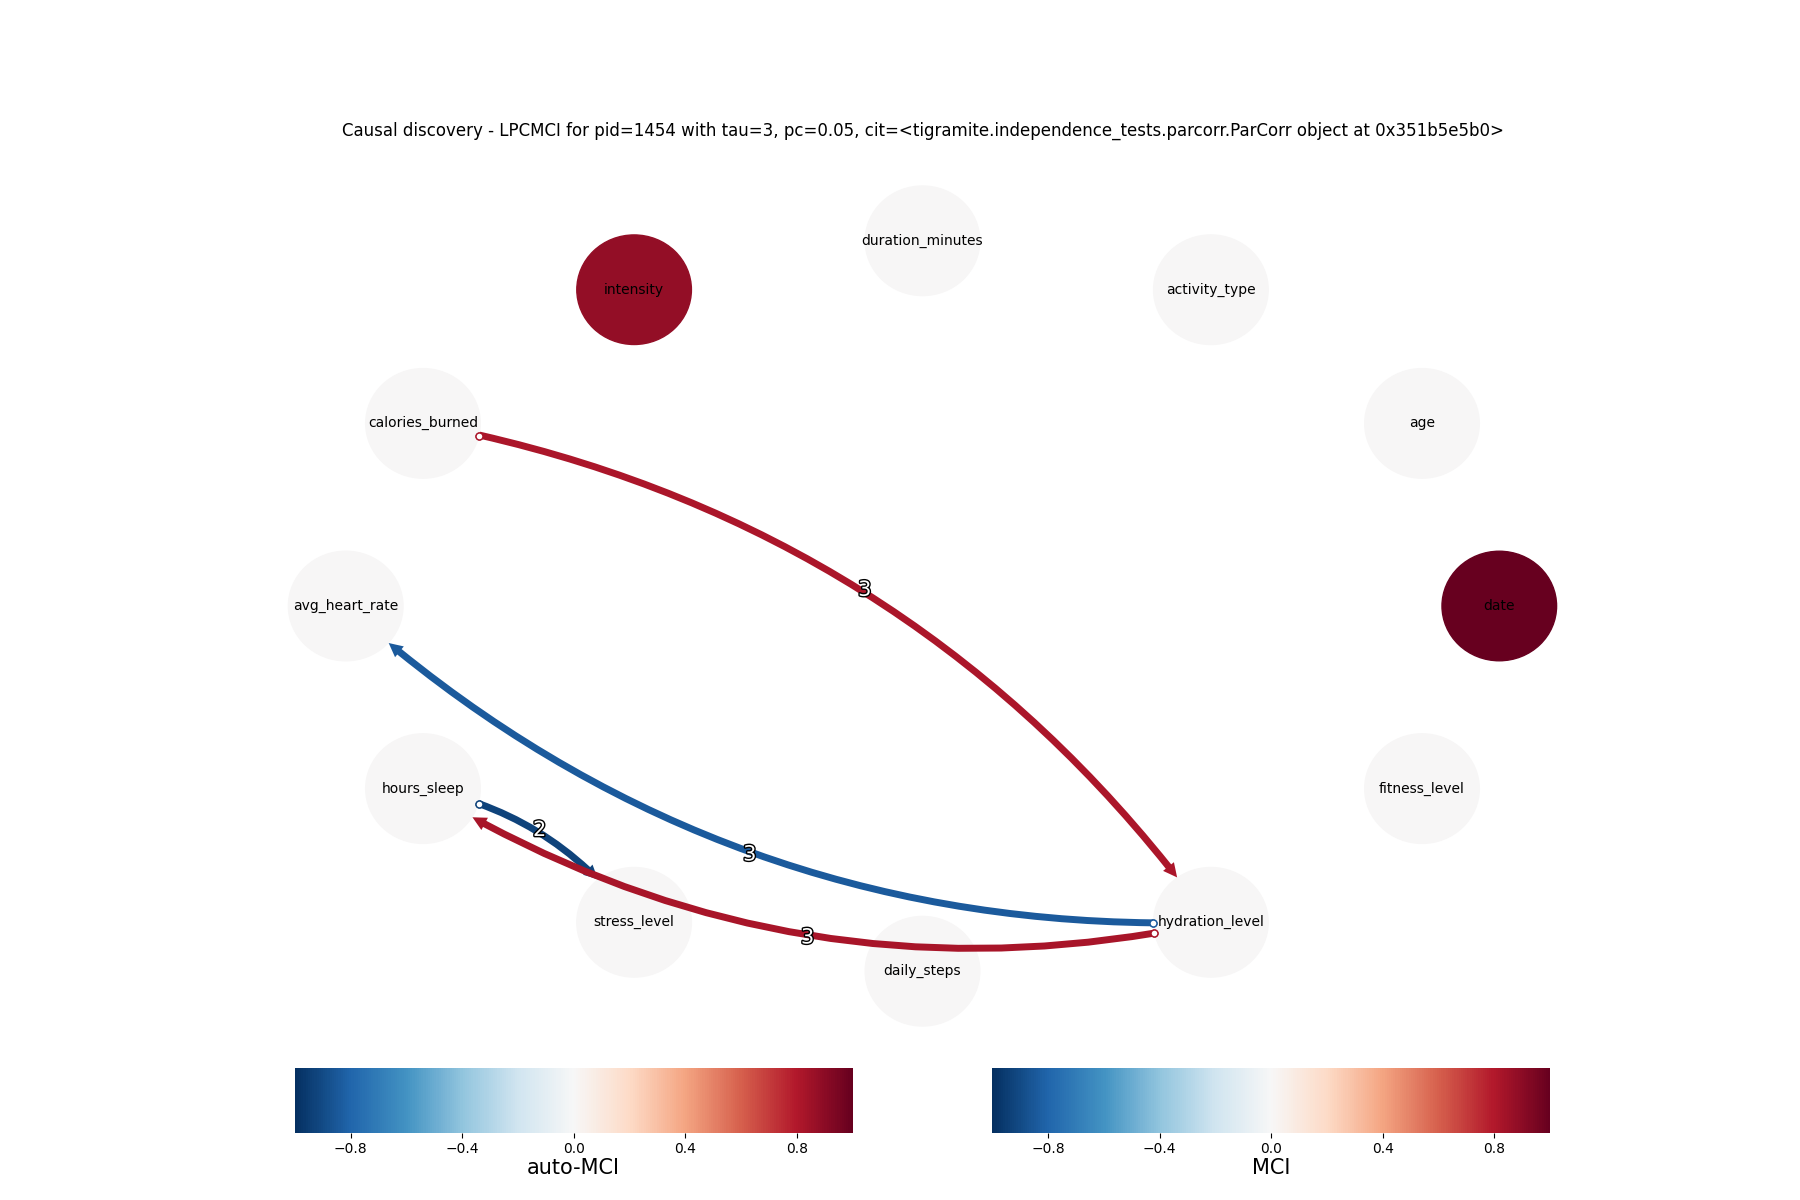 Causal discovery - LPCMCI for pid=1454 with tau=3, pc=0.05, cit=<tigramite.independence_tests.parcorr.ParCorr object at 0x351b5e5b0>
duration_minutes
intensity
activity_type
calories_burned
age
3
avg_heart_rate
date
hours_sleep
fitness_level
2
3
stress_level
hydration_level
3
daily_steps
−0.8 −0.4 0.0 0.4 0.8
auto-MCI
−0.8 −0.4 0.0 0.4 0.8
MCI